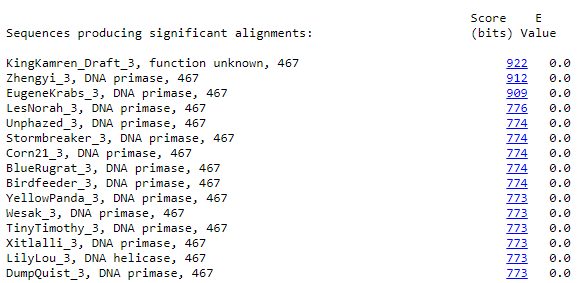 Score E
Sequences producing significant alignments: (bits) Value
KingKamren_Draft_3, function unknown, 467 922 0.0
Zhengyi_3, DNA primase, 467 912 0.0
EugeneKrabs_3, DNA primase, 467 909 0.0
LesNorah_3, DNA primase, 467 776 0.0
Unphazed_3, DNA primase, 467 774 0.0
Stormbreaker_3, DNA primase, 467 774 0.0
Corn21_3, DNA primase, 467 774 0.0
BlueRugrat_3, DNA primase, 467 774 0.0
Birdfeeder_3, DNA primase, 467 774 0.0
YellowPanda_3, DNA primase, 467 773 0.0
Wesak_3, DNA primase, 467 773 0.0
TinyTimothy_3, DNA primase, 467 773 0.0
Xitlalli_3, DNA primase, 467 773 0.0
LilyLou_3, DNA helicase, 467 773 0.0
DumpQuist_3, DNA primase, 467 773 0.0